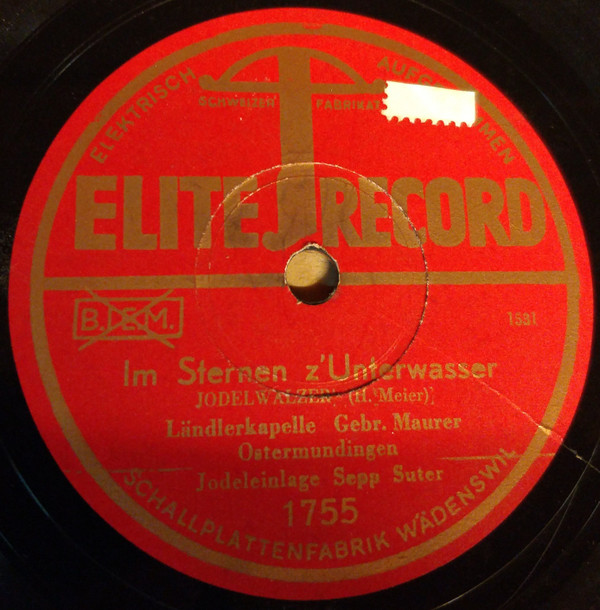 ELEKTRISCH
SCHWEIZER FABRIKAT
ELITE RECORD
B.I.E.M.
1531
Im Sternen z'Unterwasser
JODELWALZER (H. Meier)
Ländlerkapelle Gebr. Maurer
Ostermundingen
Jodeleinlage Sepp Suter
1755
SCHALLPLATTENFABRIK WÄDENSWIL